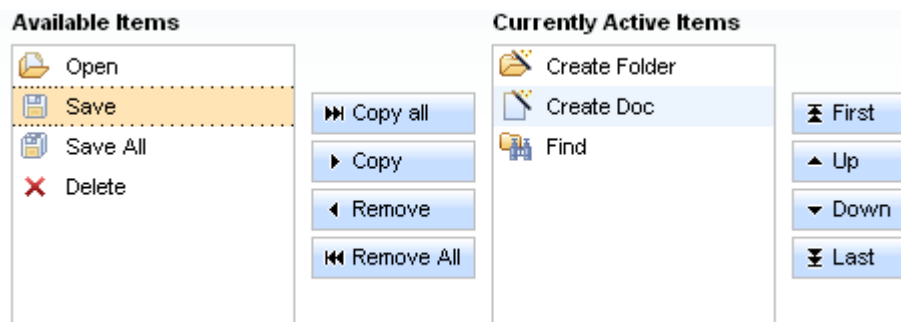 Available Items
Open
Save
Save All
Delete
Copy all
Copy
Remove
Remove All
Currently Active Items
Create Folder
Create Doc
Find
First
Up
Down
Last